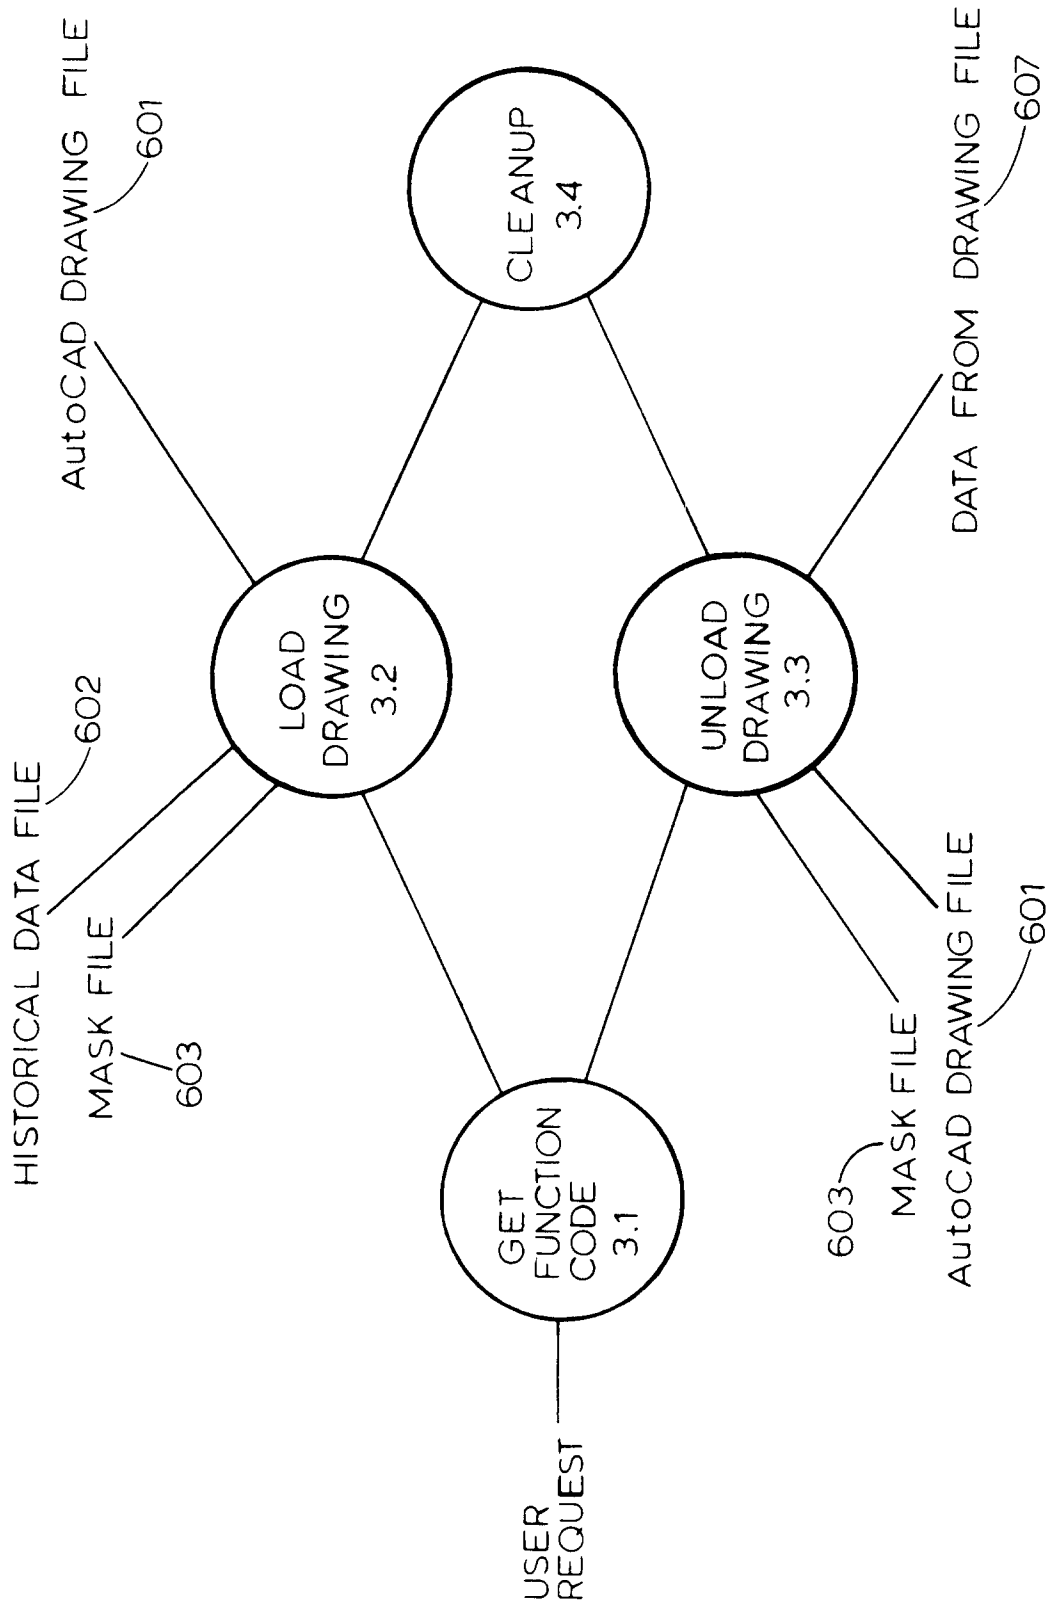 HISTORICAL DATA FILE
602
MASK FILE
603
AutoCAD DRAWING FILE
601
LOAD
DRAWING
3.2
USER
REQUEST
GET
FUNCTION
CODE
3.1
CLEANUP
3.4
UNLOAD
DRAWING
3.3
603
MASK FILE
AutoCAD DRAWING FILE
601
DATA FROM DRAWING FILE
607